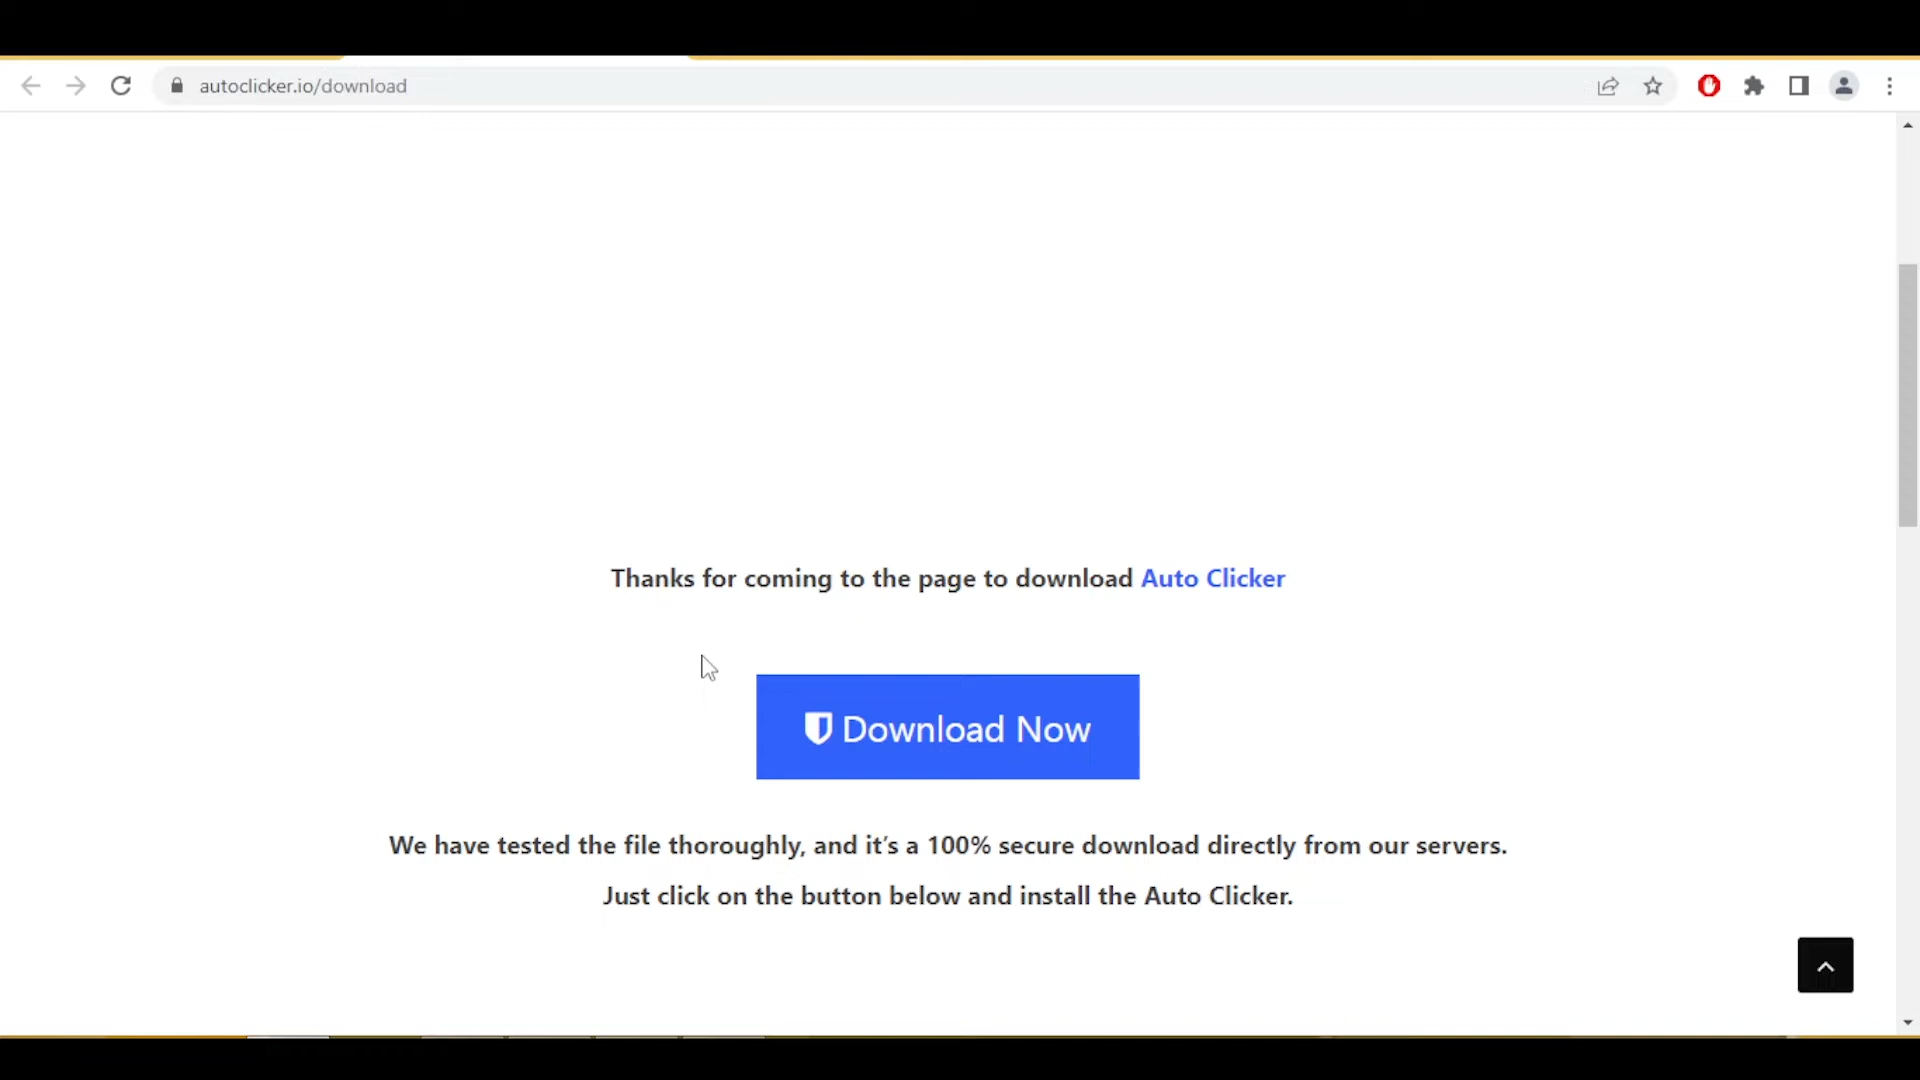 autoclicker.io/download
Thanks for coming to the page to download Auto Clicker
Download Now
We have tested the file thoroughly, and it's a 100% secure download directly from our servers.
Just click on the button below and install the Auto Clicker.